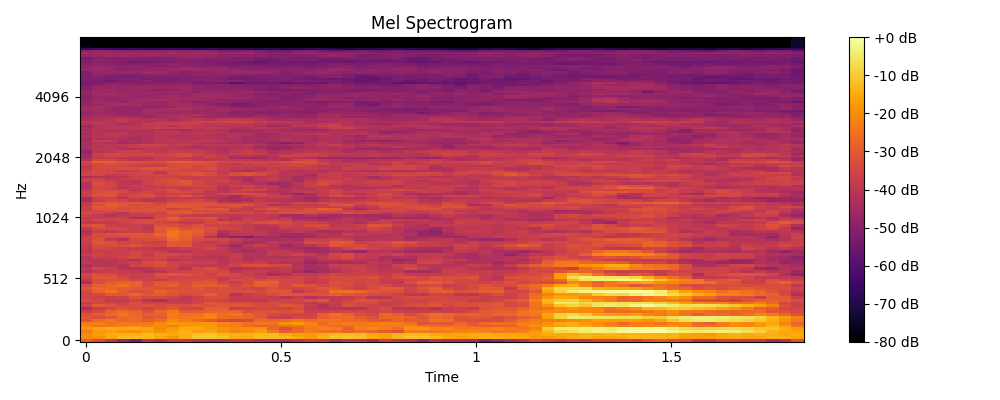 Mel Spectrogram
+0 dB
-10 dB
-20 dB
-30 dB
-40 dB
-50 dB
-60 dB
-70 dB
-80 dB
Hz
4096
2048
1024
512
0
0 0.5 1 1.5
Time